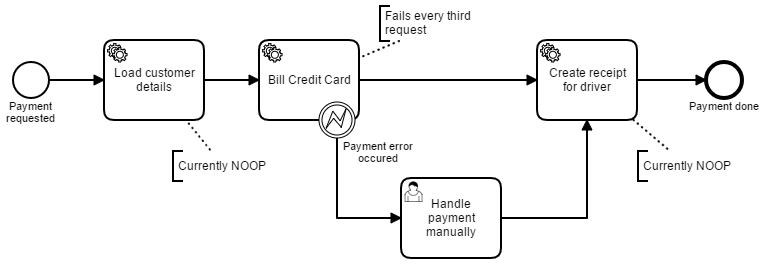 Fails every third
request
Load customer
details
Bill Credit Card
Create receipt
for driver
Payment
requested
Payment done
Payment error
occured
Currently NOOP
Currently NOOP
Handle
payment
manually